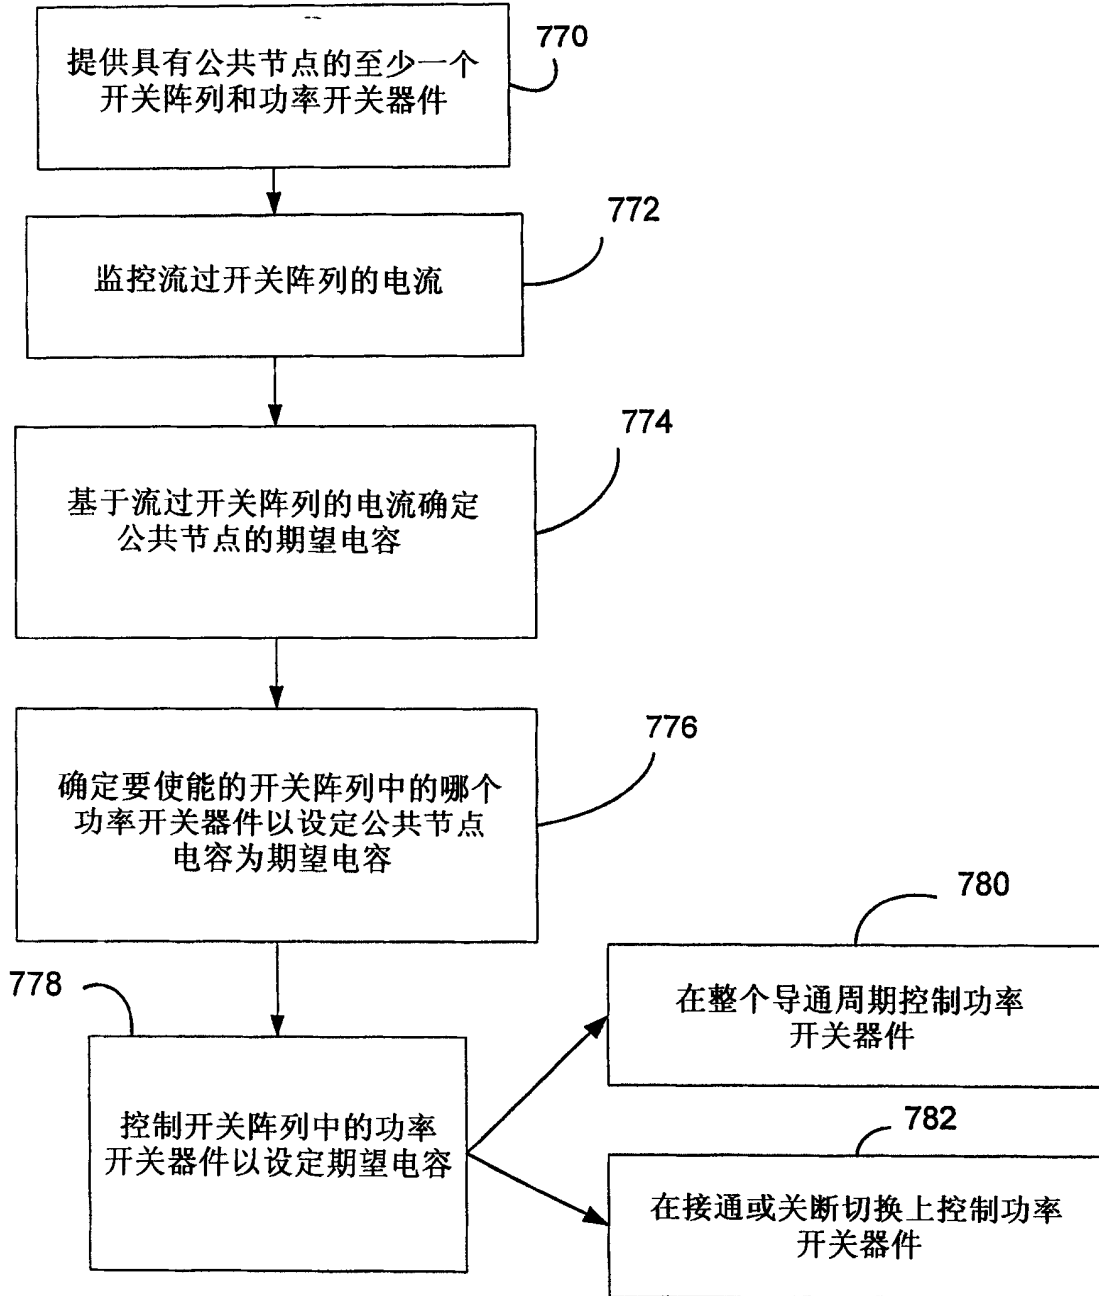 770
提供具有公共节点的至少一个
开关阵列和功率开关器件
772
监控流过开关阵列的电流
774
基于流过开关阵列的电流确定
公共节点的期望电容
776
确定要使能的开关阵列中的哪个
功率开关器件以设定公共节点
电容为期望电容
778
控制开关阵列中的功率
开关器件以设定期望电容
780
在整个导通周期控制功率
开关器件
782
在接通或关断切换上控制功率
开关器件